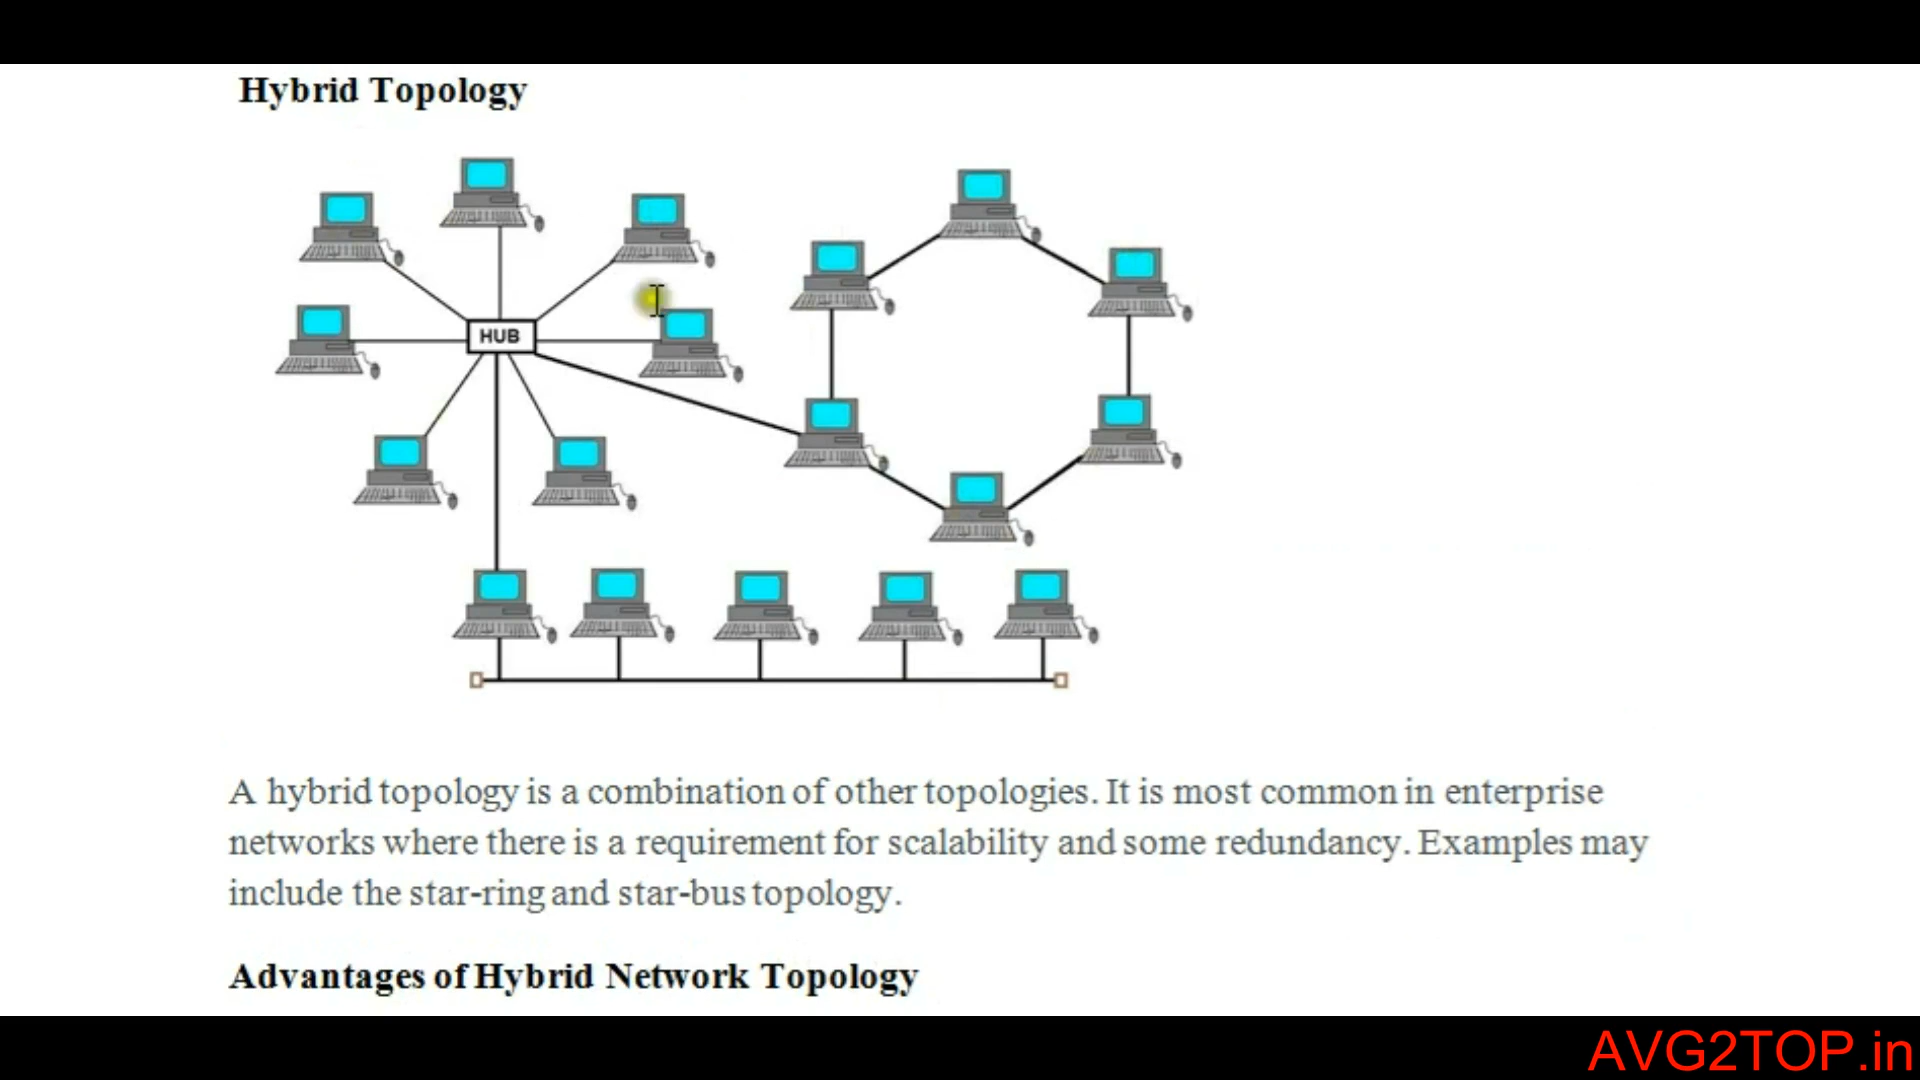 Hybrid Topology
HUB
A hybrid topology is a combination of other topologies. It is most common in enterprise
networks where there is a requirement for scalability and some redundancy. Examples may
include the star-ring and star-bus topology.
Advantages of Hybrid Network Topology
AVG2TOP.in